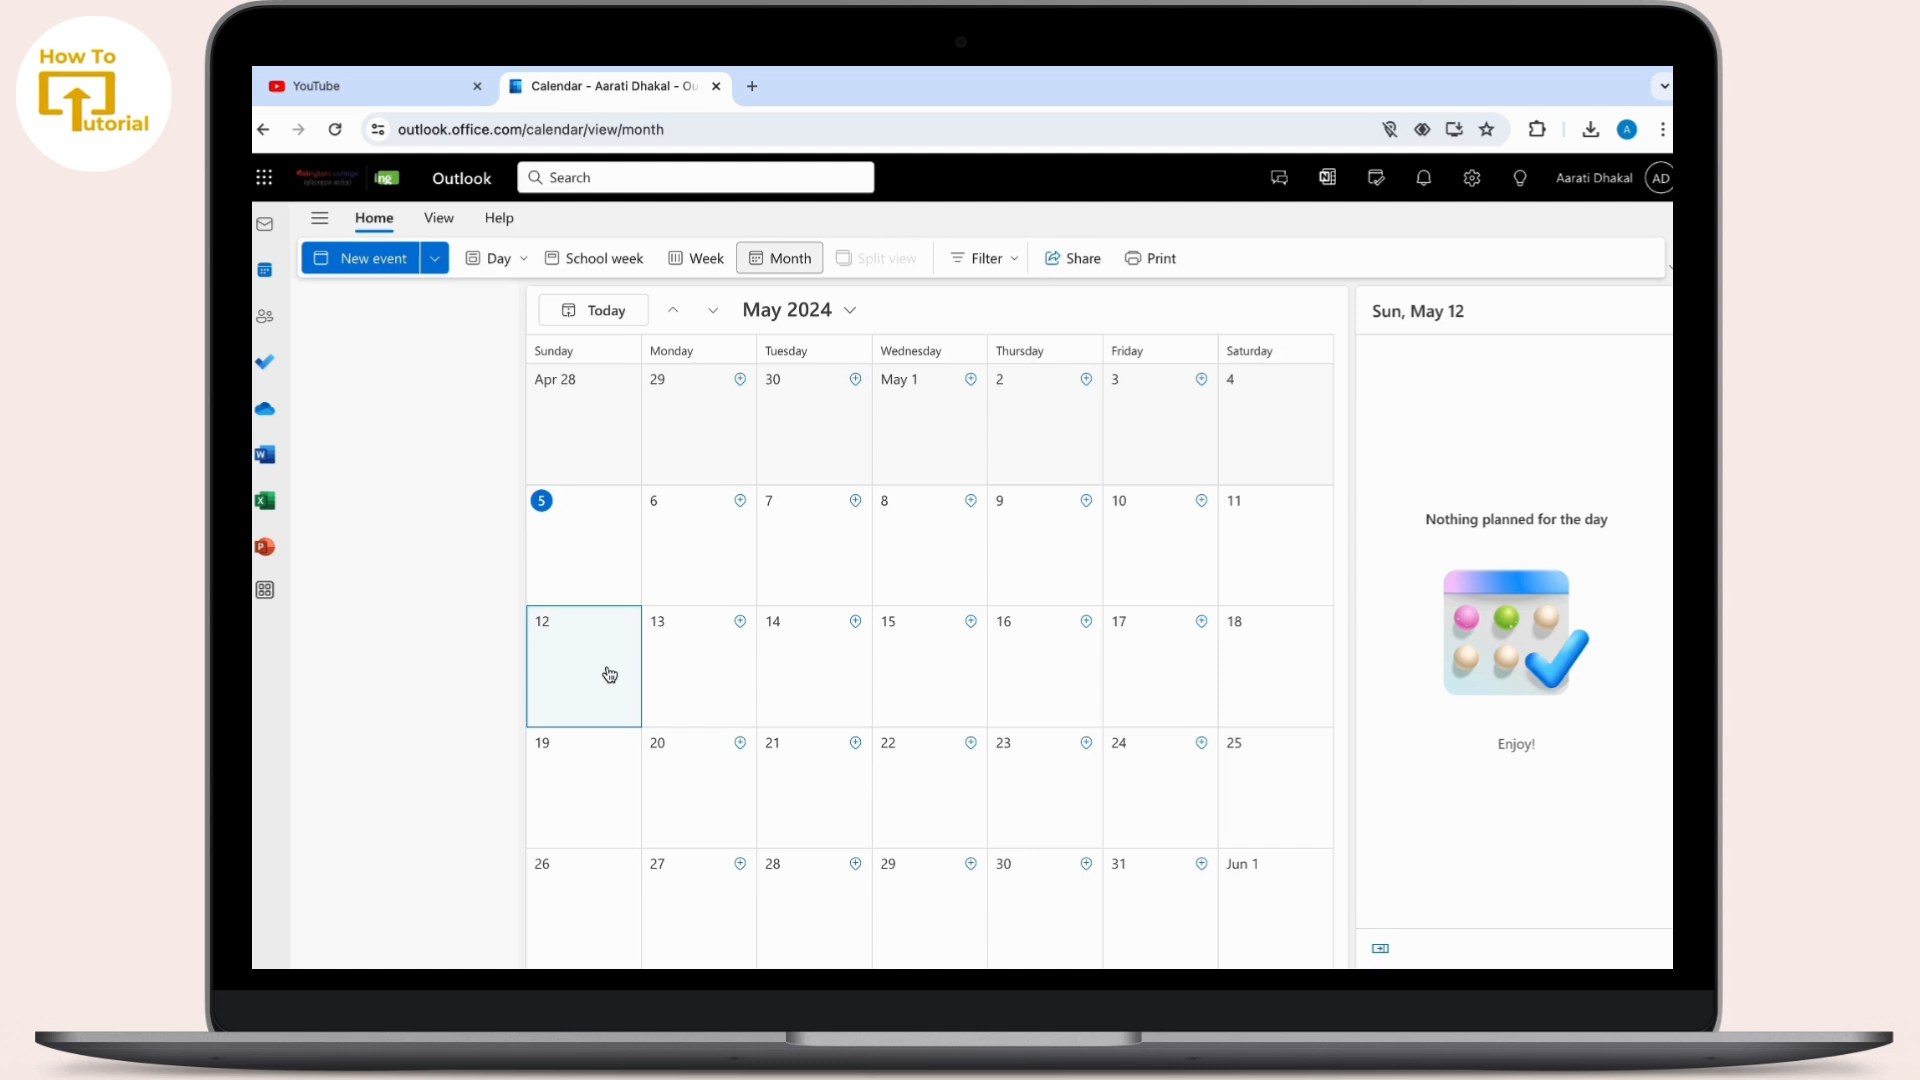 How To
utorial
YouTube
Calendar - Aarati Dhakal - Ou
outlook.office.com/calendar/view/month
A
ing
Outlook
Search
Aarati Dhakal
AD
Home
View
Help
New event
Day
School week
Week
Month
Split view
Filter
Share
Print
Today
May 2024
Sun, May 12
Sunday
Monday
Tuesday
Wednesday
Thursday
Friday
Saturday
Apr 28
29
30
May 1
2
3
4
5
6
7
8
9
10
11
12
13
14
15
16
17
18
19
20
21
22
23
24
25
26
27
28
29
30
31
Jun 1
Nothing planned for the day
Enjoy!
W
X
P